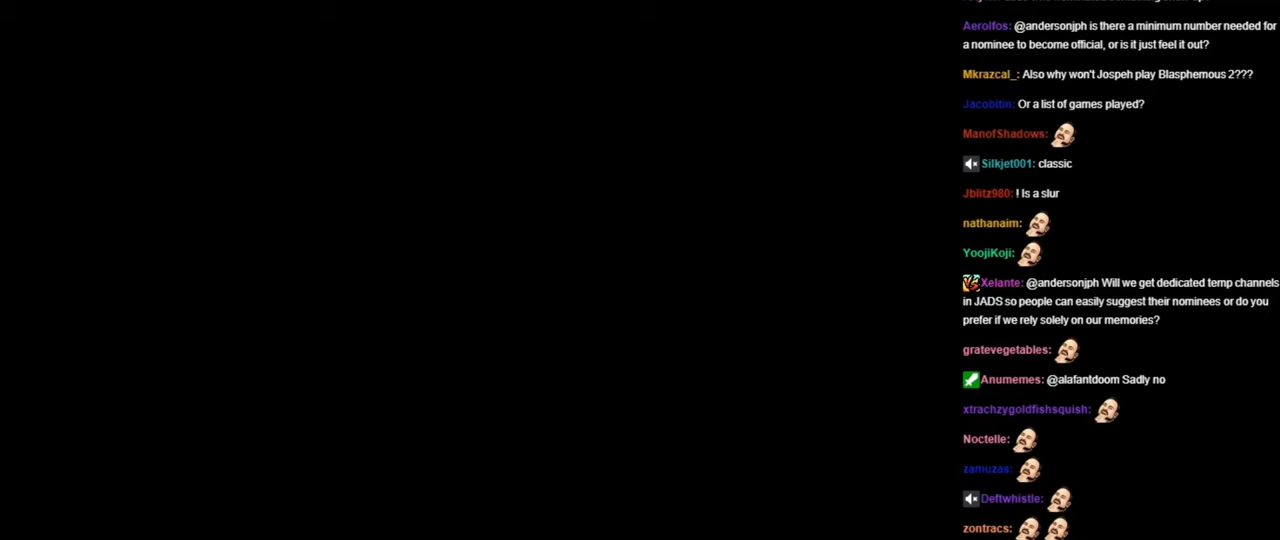 Aerolfos: @andersonjph is there a minimum number needed for
a nominee to become official, or is it just feel it out?
Mkrazcal_: Also why won't Jospeh play Blasphemous 2???
Jacobitin: Or a list of games played?
ManofShadows:
Silkjet001: classic
Jblitz980: ! Is a slur
nathanaim:
YoojiKoji:
Xelante: @andersonjph Will we get dedicated temp channels
in JADS so people can easily suggest their nominees or do you
prefer if we rely solely on our memories?
gratevegetables:
Anumemes: @alafantdoom Sadly no
xtrachzygoldfishsquish:
Noctelle:
zamuzas:
Deftwhistle:
zontracs: